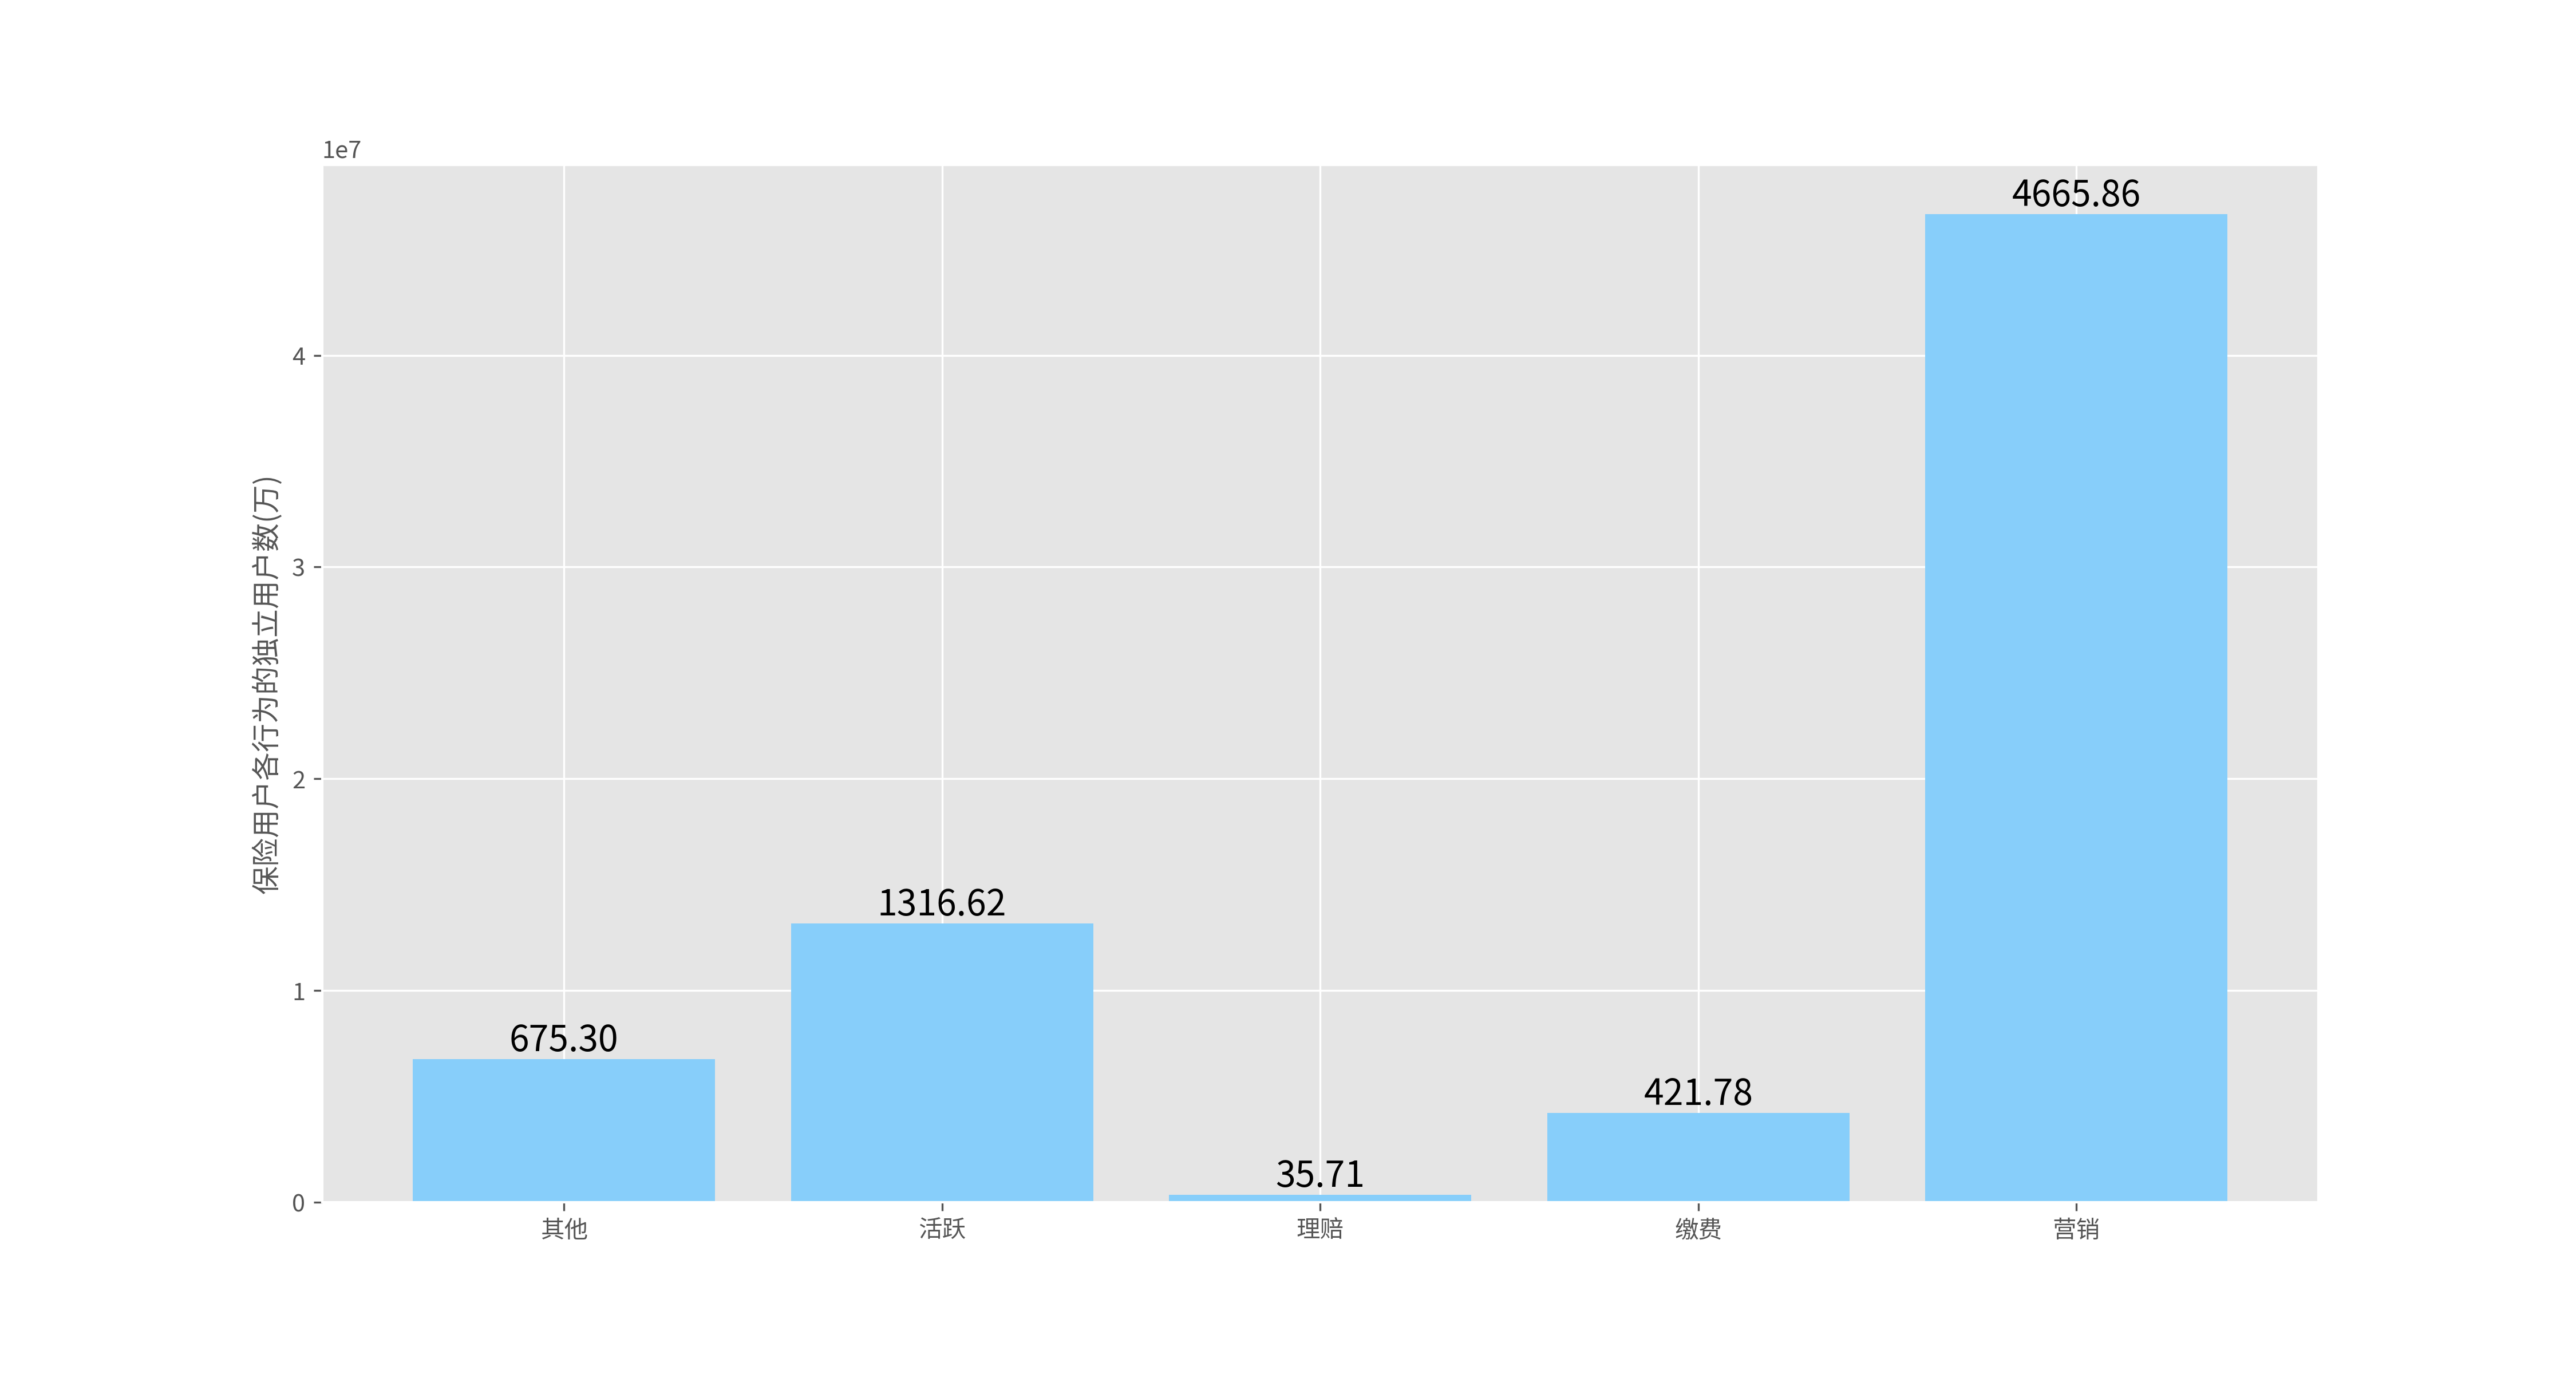 1e7
4665.86
4
3
2
1316.62
1
675.30
421.78
35.71
0
其他
活跃
理赔
缴费
营销
保险用户各行为的独立用户数(万)